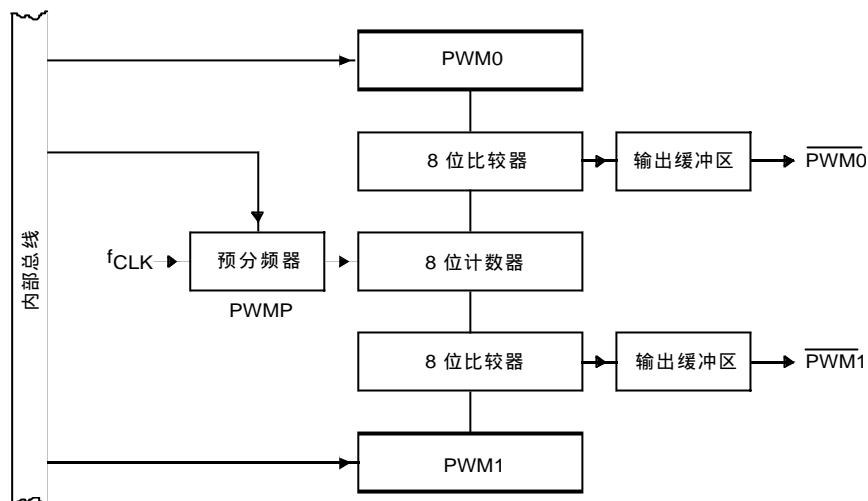 PWM0
8 位比较器
输出缓冲区
PWM0
内部总线
fCLK
预分频器
8 位计数器
PWMP
8 位比较器
输出缓冲区
PWM1
PWM1